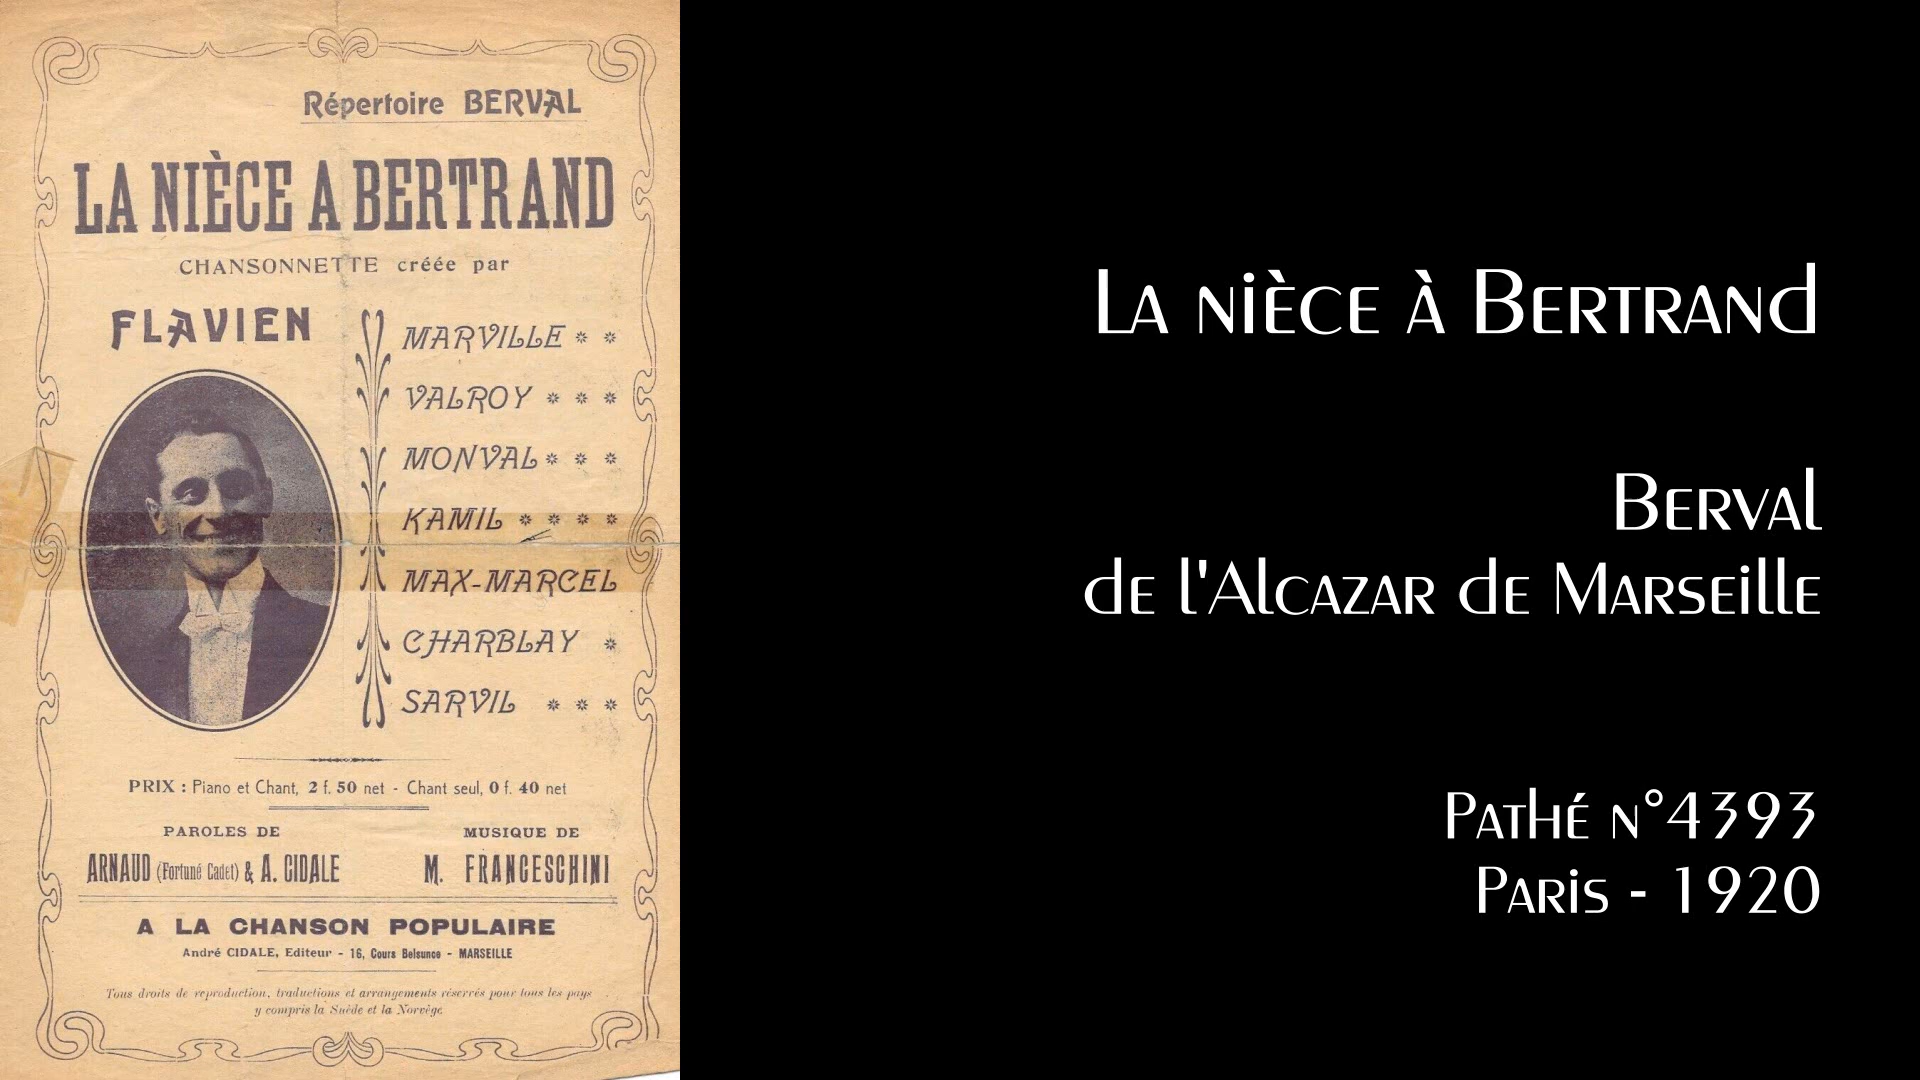 Répertoire BERVAL
LA NIÈCE A BERTRAND
CHANSONNETTE créée par
FLAVIEN
MARVILLE
VALROY
MONVAL
KAMIL
MAX-MARCEL
CHARBLAY
SARVIL
PRIX : Piano et Chant, 2 f. 50 net - Chant seul, 0 f. 40 net
PAROLES DE
ARNAUD (Fortuné Cadet) & A. CIDALE
MUSIQUE DE
M. FRANCESCHINI
A LA CHANSON POPULAIRE
André CIDALE, Editeur - 16, Cours Belsunce - MARSEILLE
Tous droits de reproduction, traductions et arrangements réservés pour tous les pays
y compris la Suède et la Norvège
La nièce à Bertrand
Berval
de l'Alcazar de Marseille
Pathé n°4393
Paris - 1920